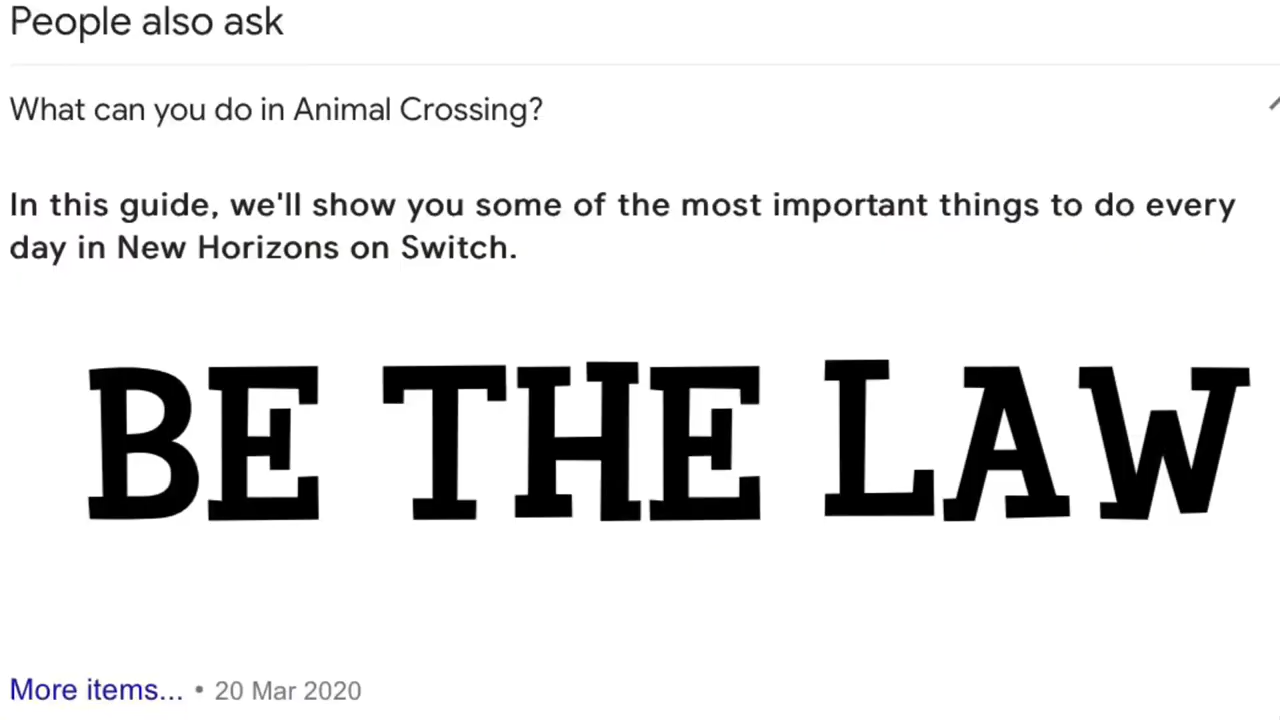 People also ask
What can you do in Animal Crossing?
In this guide, we'll show you some of the most important things to do every
day in New Horizons on Switch.
BE THE LAW
More items... • 20 Mar 2020